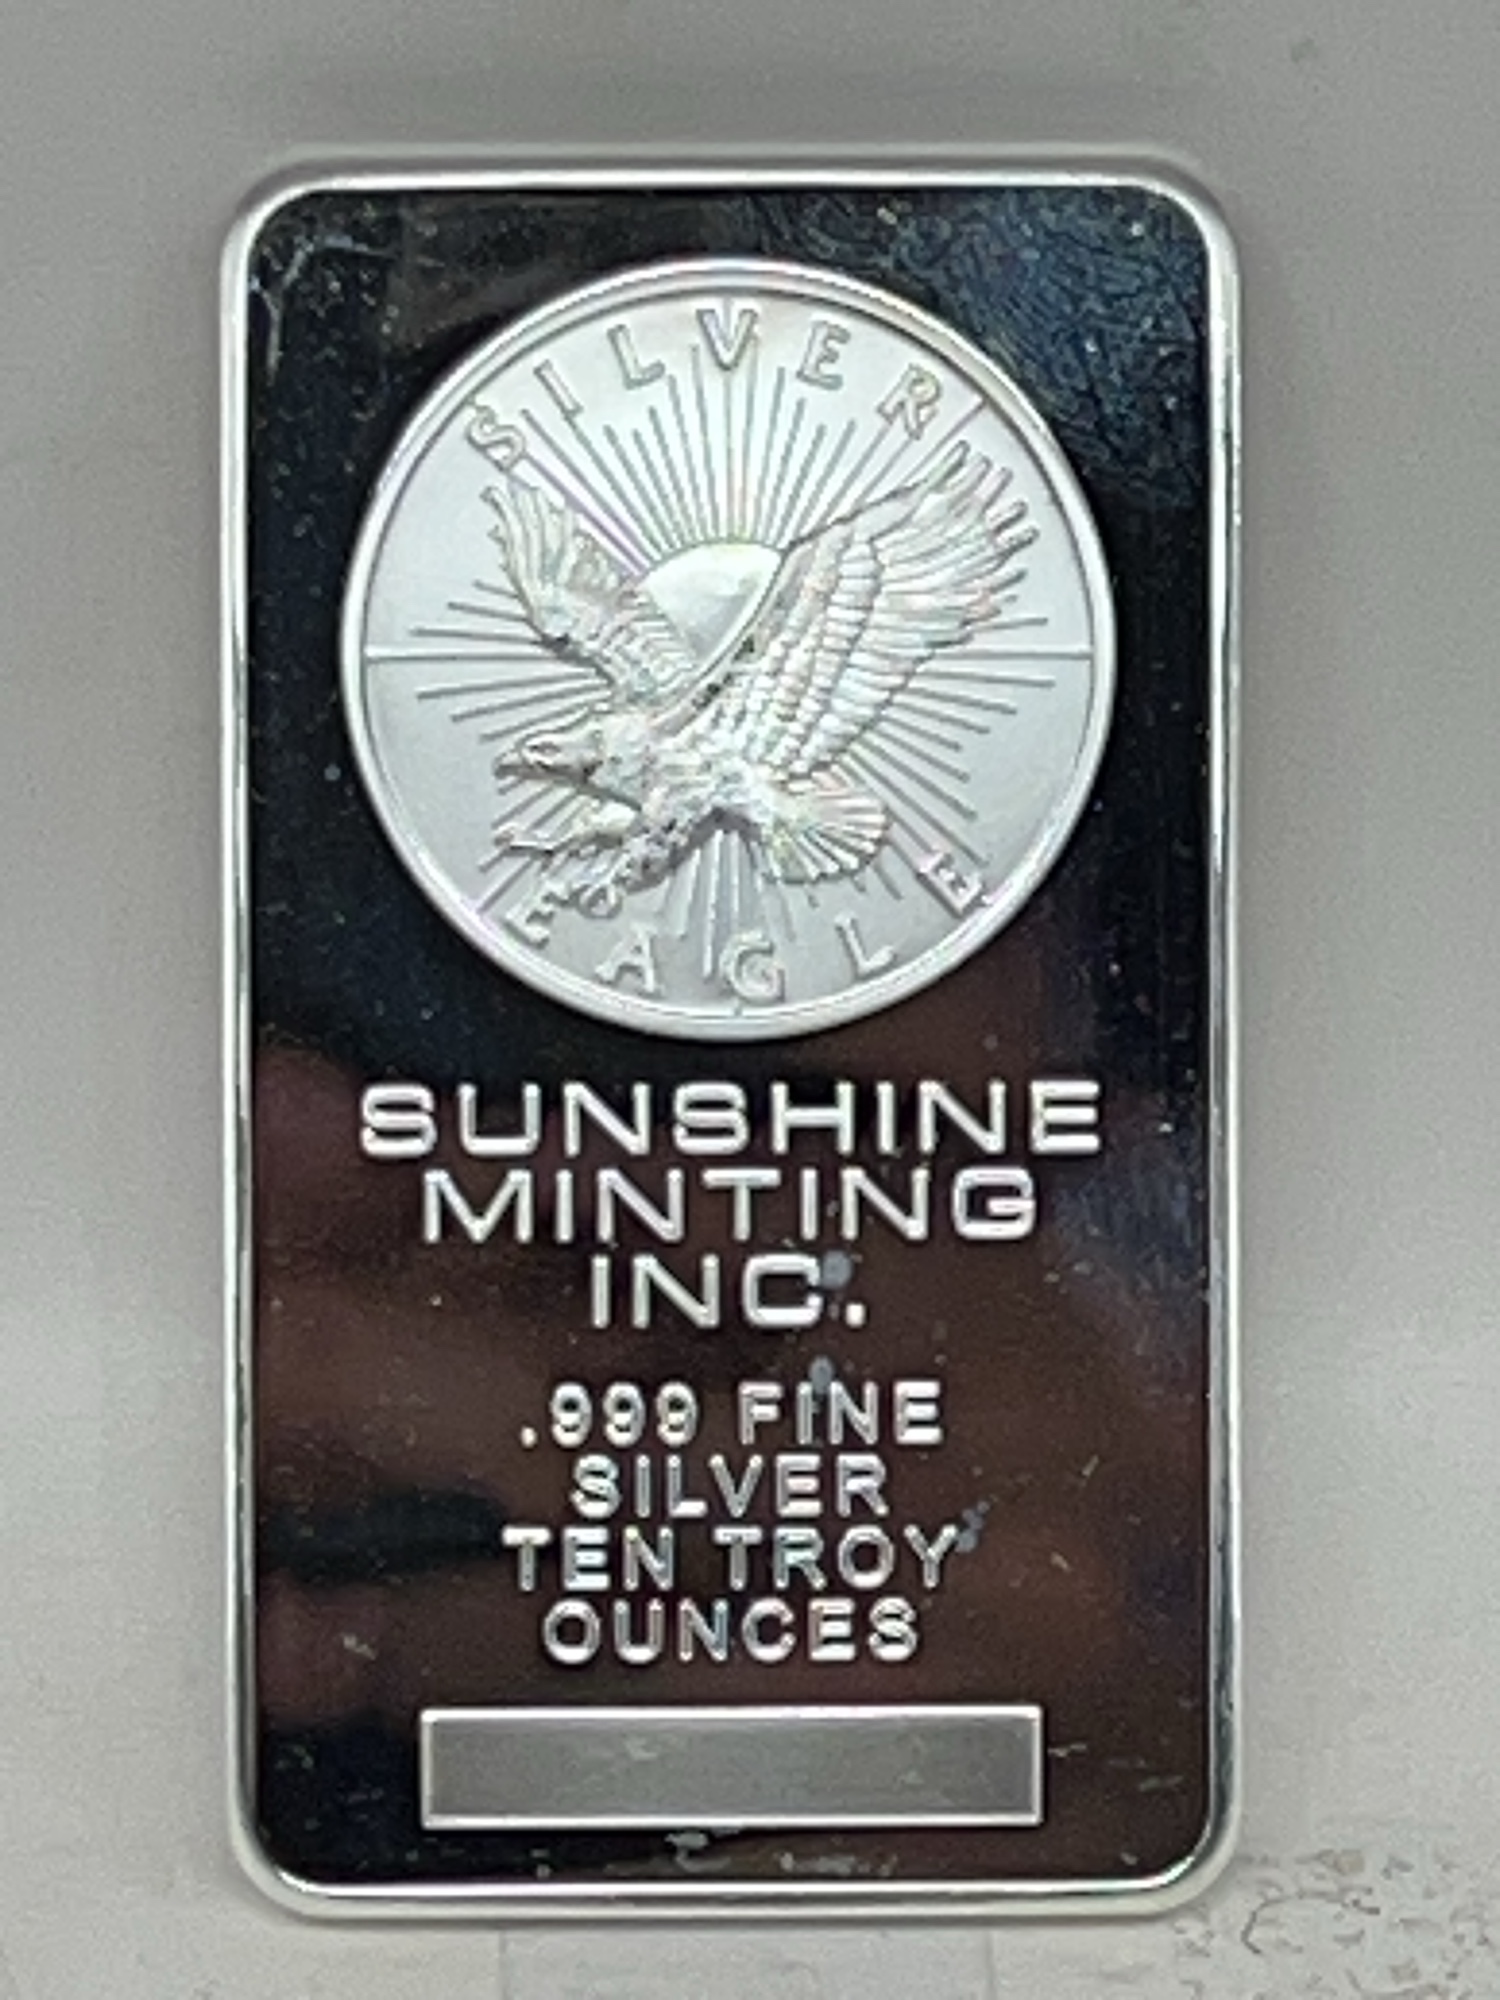 SILVER
EAGLE
SUNSHINE
MINTING
INC.
.999 FINE
SILVER
TEN TROY
OUNCES